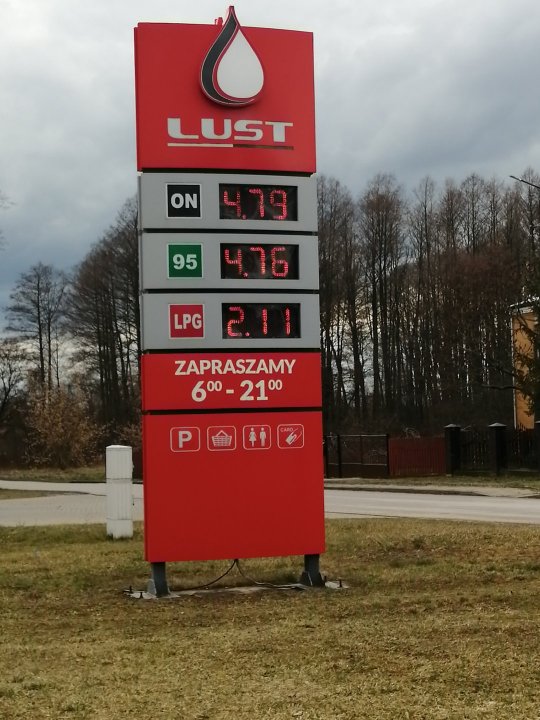 LUST
ON 4.79
95 4.76
LPG 2.11
ZAPRASZAMY
6⁰⁰ - 21⁰⁰
P CARD